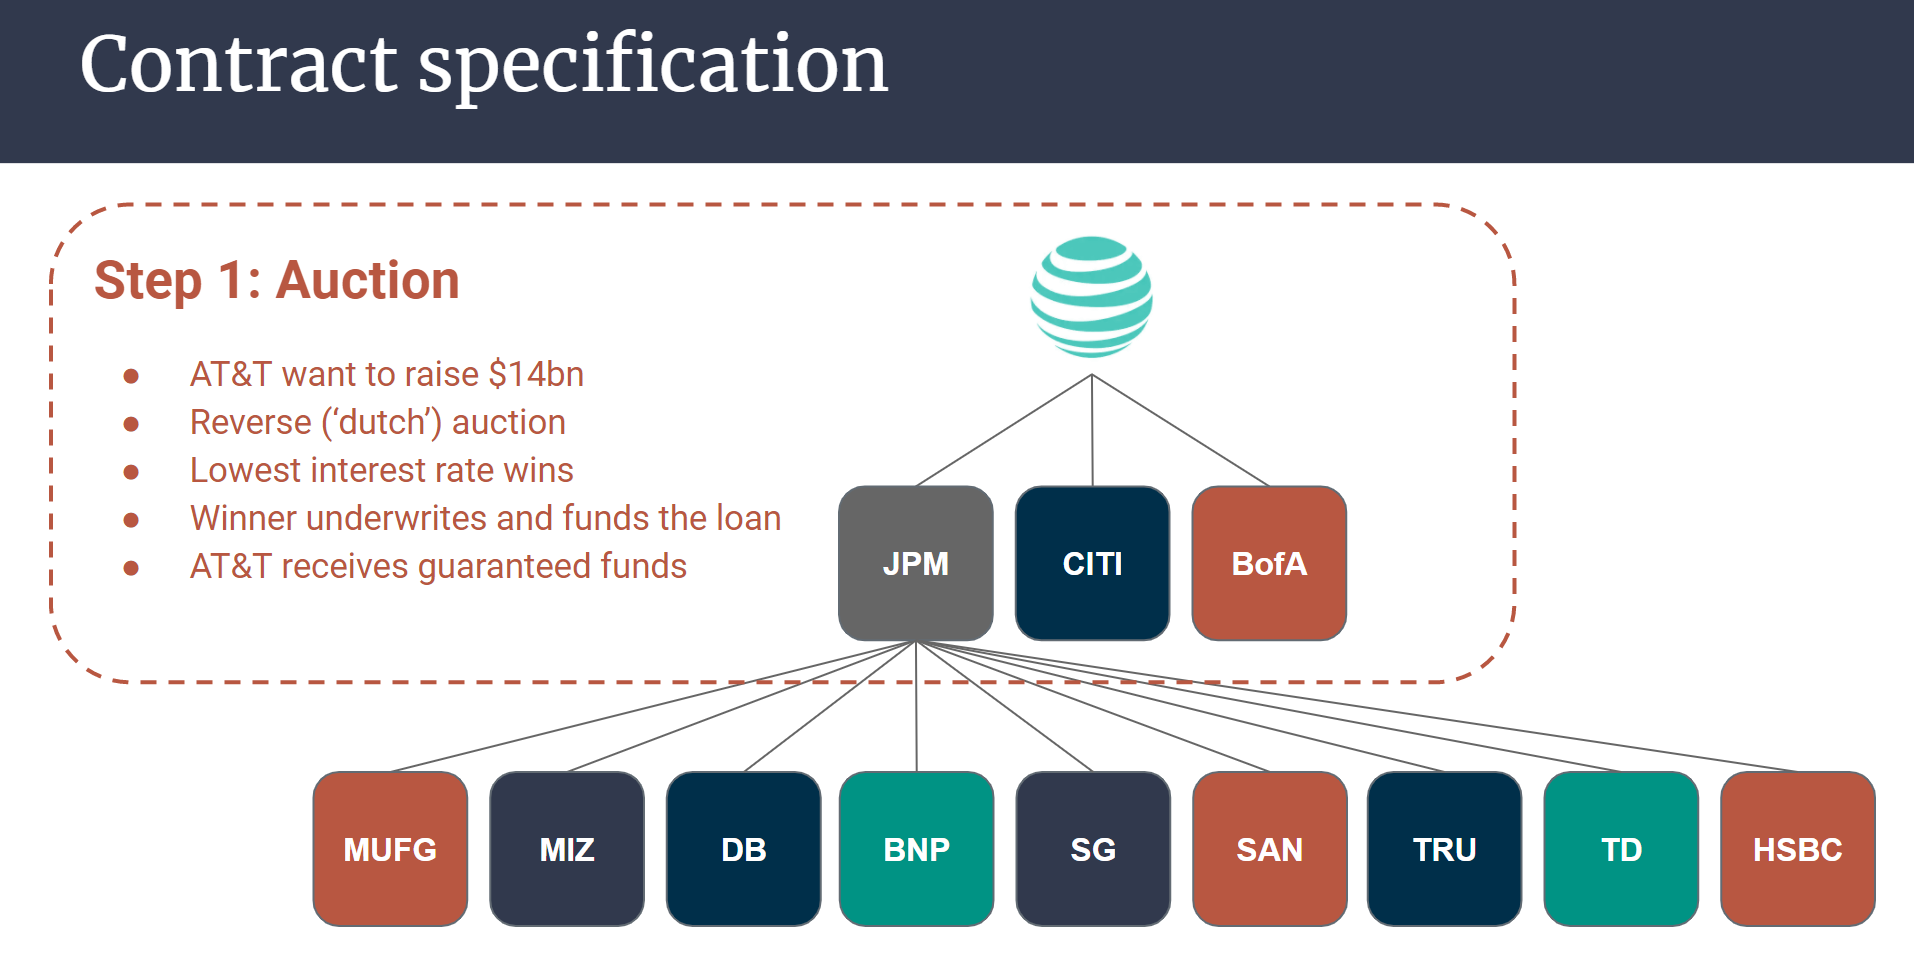 Contract specification
Step 1: Auction
● AT&T want to raise $14bn
● Reverse (‘dutch’) auction
● Lowest interest rate wins
● Winner underwrites and funds the loan
● AT&T receives guaranteed funds
JPM CITI BofA
MUFG MIZ DB BNP SG SAN TRU TD HSBC